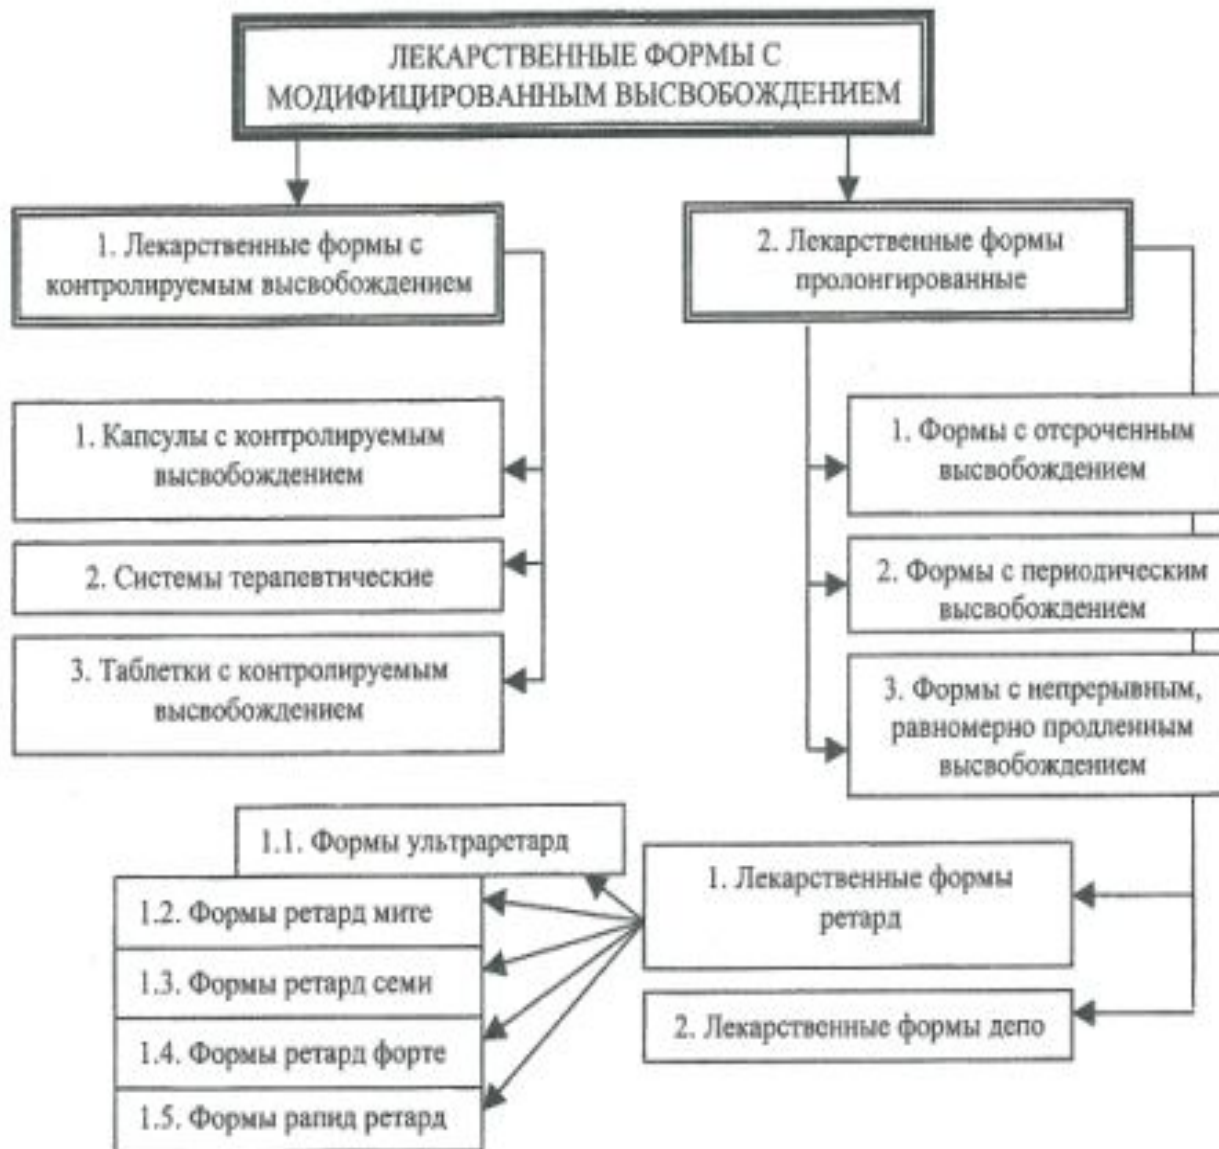 ЛЕКАРСТВЕННЫЕ ФОРМЫ С
МОДИФИЦИРОВАННЫМ ВЫСВОБОЖДЕНИЕМ
1. Лекарственные формы с
контролируемым высвобождением
2. Лекарственные формы
пролонгированные
1. Капсулы с контролируемым
высвобождением
2. Системы терапевтические
3. Таблетки с контролируемым
высвобождением
1. Формы с отсроченным
высвобождением
2. Формы с периодическим
высвобождением
3. Формы с непрерывным,
равномерно продленным
высвобождением
1.1. Формы ультраретард
1.2. Формы ретард мите
1.3. Формы ретард семи
1.4. Формы ретард форте
1.5. Формы рапид ретард
1. Лекарственные формы
ретард
2. Лекарственные формы депо